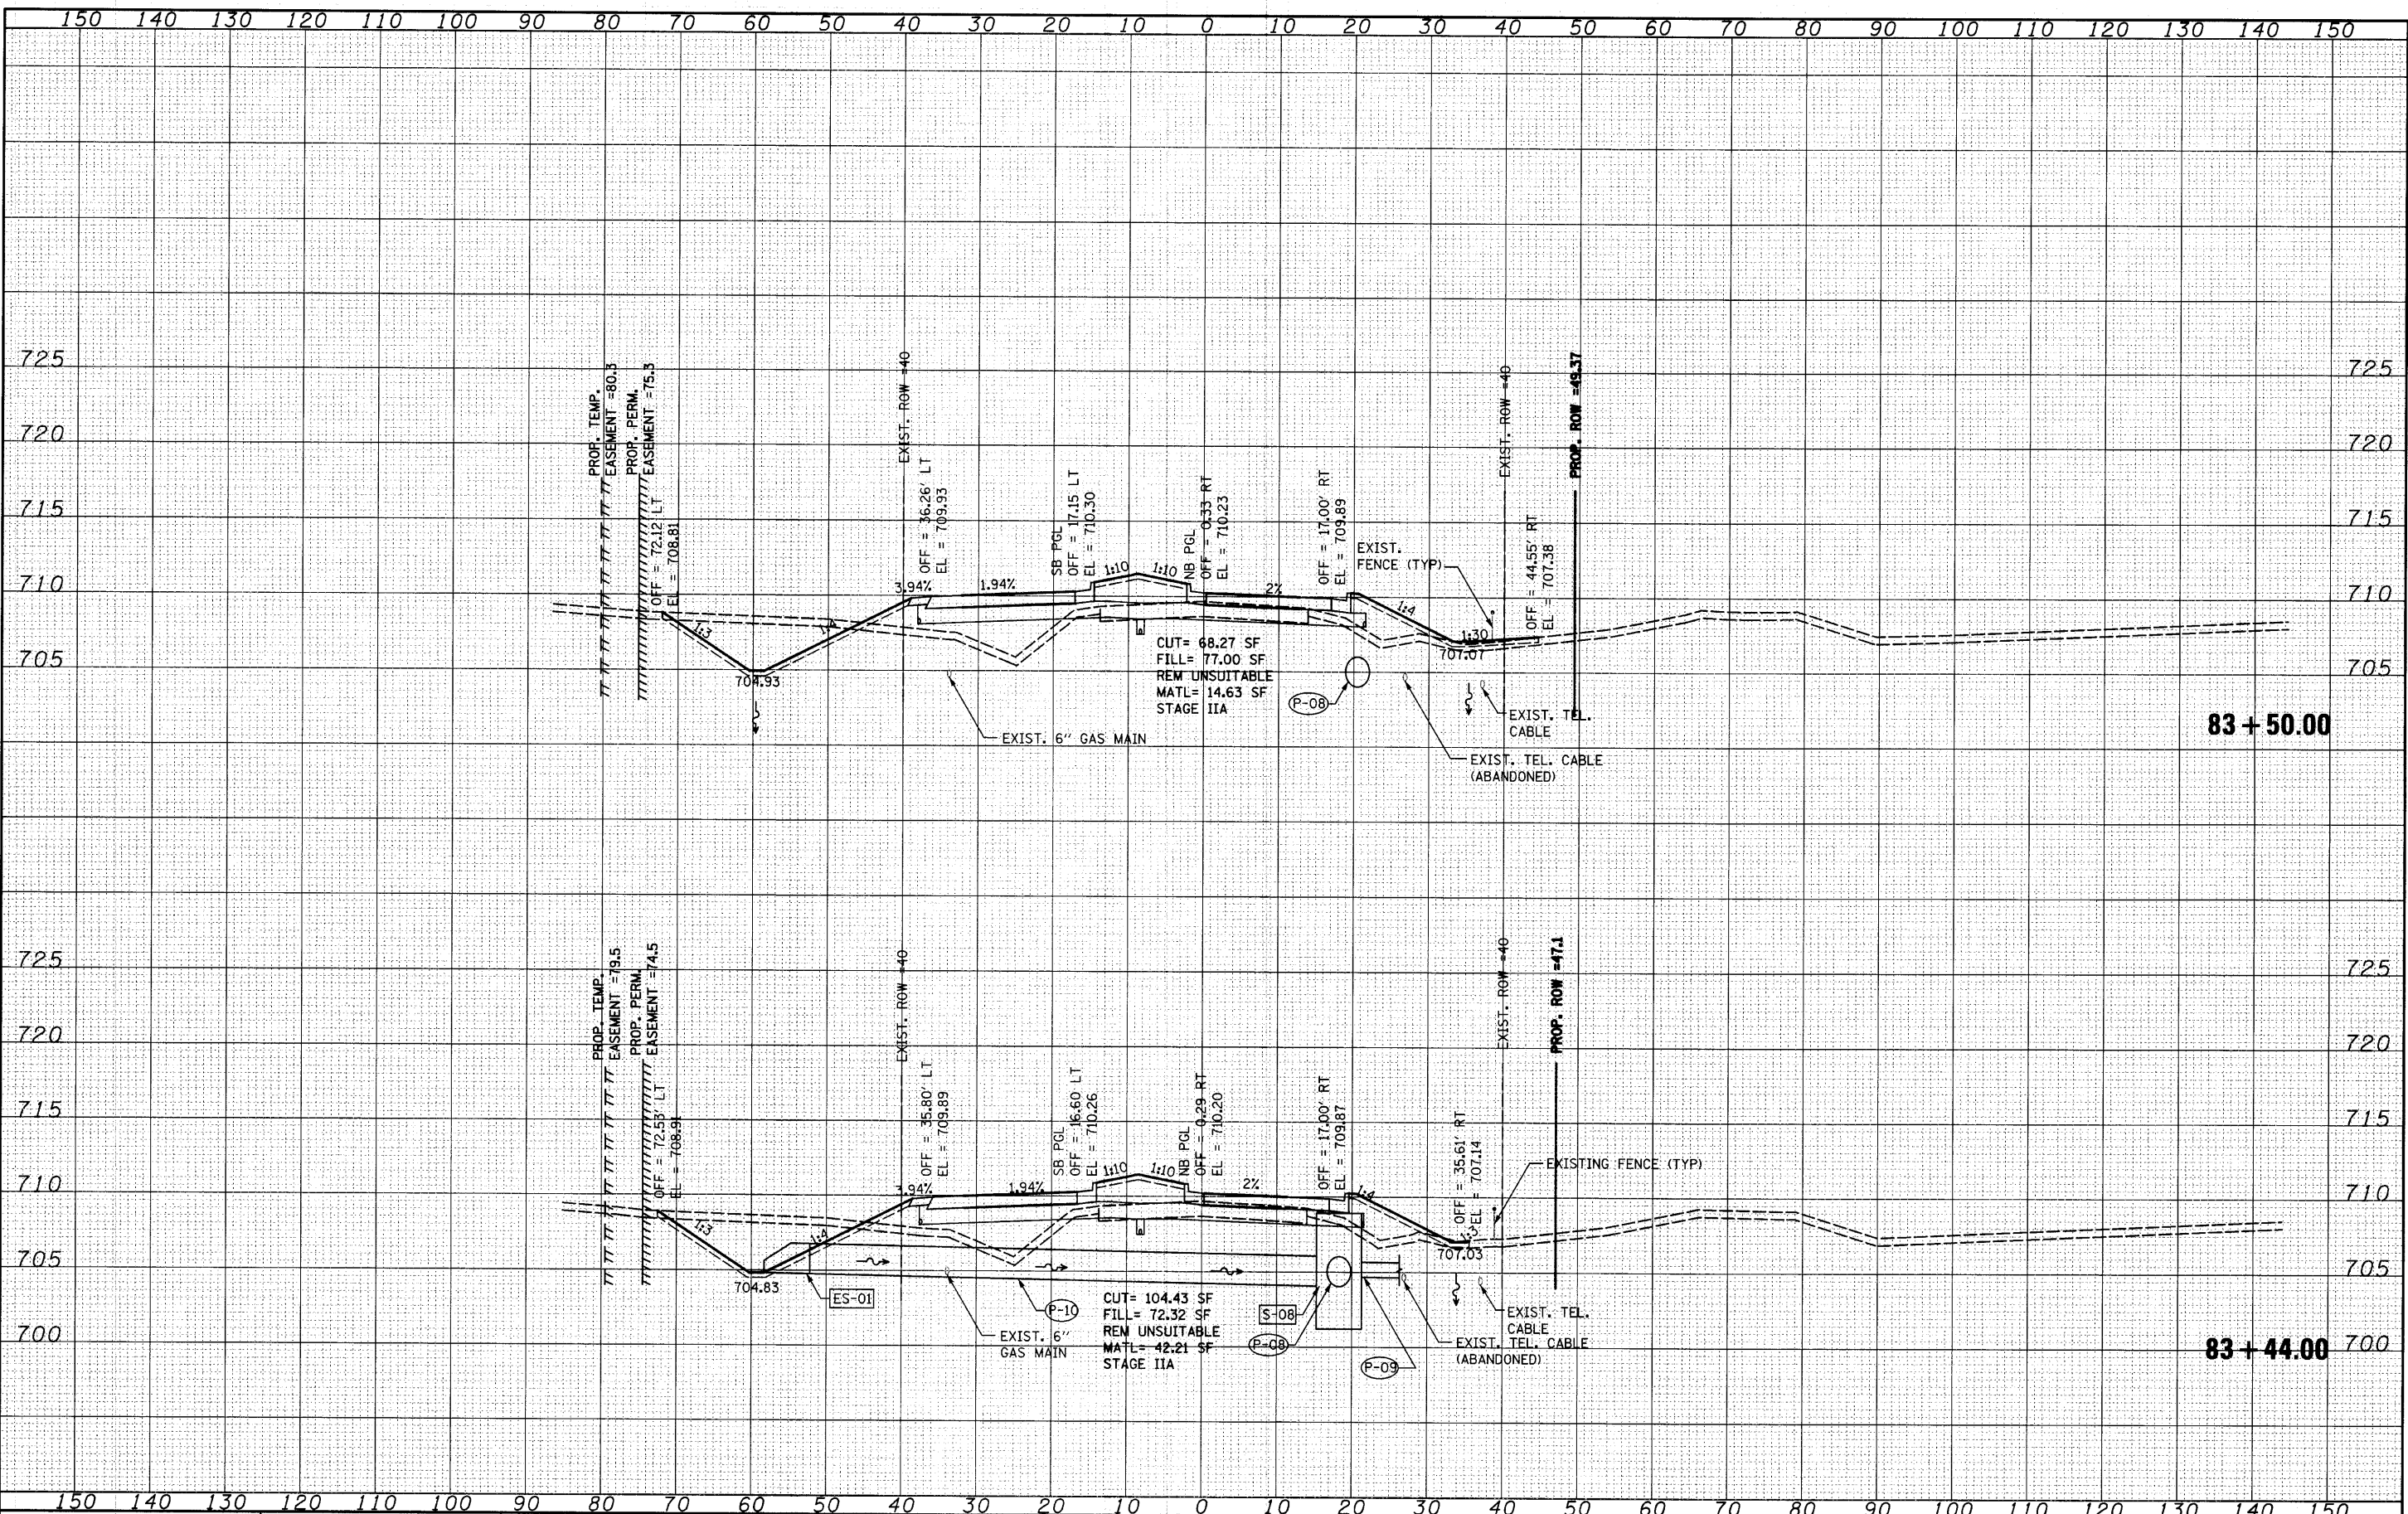 150 140 130 120 110 100 90 80 70 60 50 40 30 20 10 0 10 20 30 40 50 60 70 80 90 100 110 120 130 140 150
725 725
720 720
715 715
710 710
705 705
PROP. TEMP.
EASEMENT =80.3
PROP. PERM.
EASEMENT =75.3
OFF = 72.12 LT
EL = 708.81
EXIST. ROW =40
OFF = 36.26' LT
EL = 709.93
SB PGL
OFF = 17.15 LT
EL = 710.30
NB PGL
OFF = 0.33 RT
EL = 710.23
OFF = 17.00' RT
EL = 709.89
EXIST.
FENCE (TYP)
EXIST. ROW =40
OFF = 44.55' RT
EL = 707.38
PROP. ROW =49.37
1:3
704.93
1:4
3.94%
1.94%
1:10
1:10
2%
1:4
1:30
707.07
CUT= 68.27 SF
FILL= 77.00 SF
REM UNSUITABLE
MATL= 14.63 SF
STAGE IIA
P-08
EXIST. 6" GAS MAIN
EXIST. TEL.
CABLE
EXIST. TEL. CABLE
(ABANDONED)
83+50.00
725 725
720 720
715 715
710 710
705 705
700 700
PROP. TEMP.
EASEMENT =79.5
PROP. PERM.
EASEMENT =74.5
OFF = 72.53' LT
EL = 708.91
EXIST. ROW =40
OFF = 35.80' LT
EL = 709.89
SB PGL
OFF = 16.60 LT
EL = 710.26
NB PGL
OFF = 0.29 RT
EL = 710.20
OFF = 17.00' RT
EL = 709.87
OFF = 35.61' RT
EL = 707.14
EXIST. ROW =40
PROP. ROW =47.1
EXISTING FENCE (TYP)
1:3
704.83
1:4
3.94%
1.94%
1:10
1:10
2%
1:4
707.03
ES-01
P-10
EXIST. 6"
GAS MAIN
CUT= 104.43 SF
FILL= 72.32 SF
REM UNSUITABLE
MATL= 42.21 SF
STAGE IIA
S-08
P-08
P-09
EXIST. TEL.
CABLE
EXIST. TEL. CABLE
(ABANDONED)
83+44.00
150 140 130 120 110 100 90 80 70 60 50 40 30 20 10 0 10 20 30 40 50 60 70 80 90 100 110 120 130 140 150